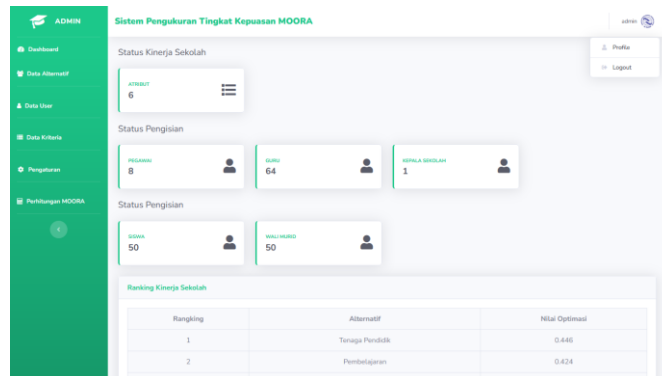 ADMIN
Sistem Pengukuran Tingkat Kepuasan MOORA
admin
Profile
Logout
Dashboard
Data Alternatif
Data User
Data Kriteria
Pengaturan
Perhitungan MOORA
Status Kinerja Sekolah
ATRIBUT
6
Status Pengisian
PEGAWAI
8
GURU
64
KEPALA SEKOLAH
1
Status Pengisian
SISWA
50
WALI MURID
50
Ranking Kinerja Sekolah
Rangking Alternatif Nilai Optimasi
1 Tenaga Pendidik 0.446
2 Pembelajaran 0.424